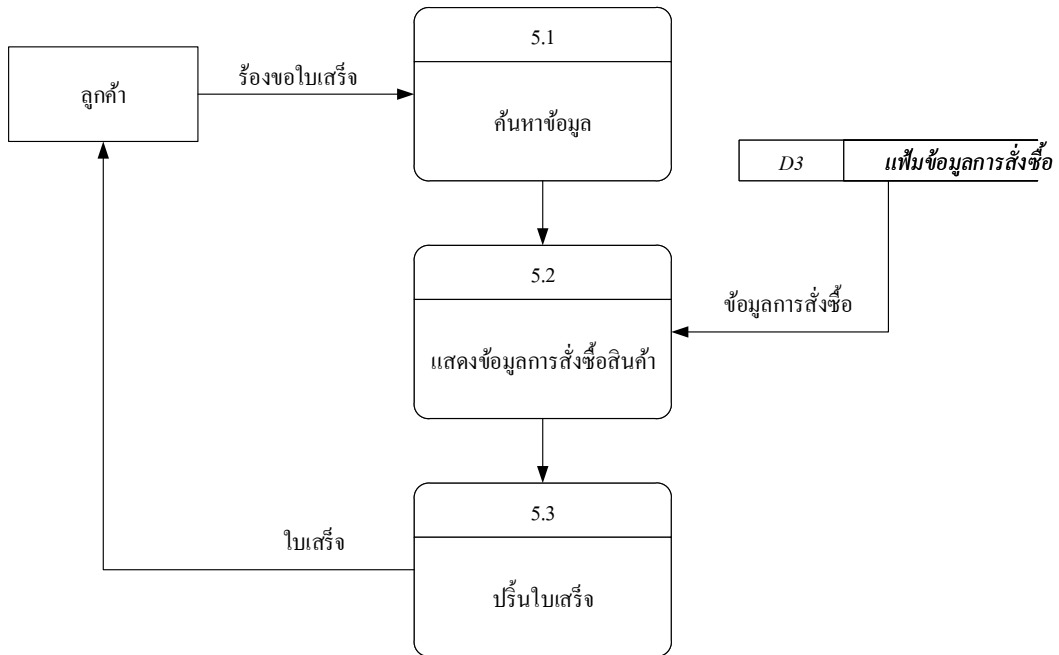 5.1
ลูกค้า
ร้องขอใบเสร็จ
ค้นหาข้อมูล
D3 แฟ้มข้อมูลการสั่งซื้อ
5.2
ข้อมูลการสั่งซื้อ
แสดงข้อมูลการสั่งซื้อสินค้า
5.3
ใบเสร็จ
ปริ้นใบเสร็จ